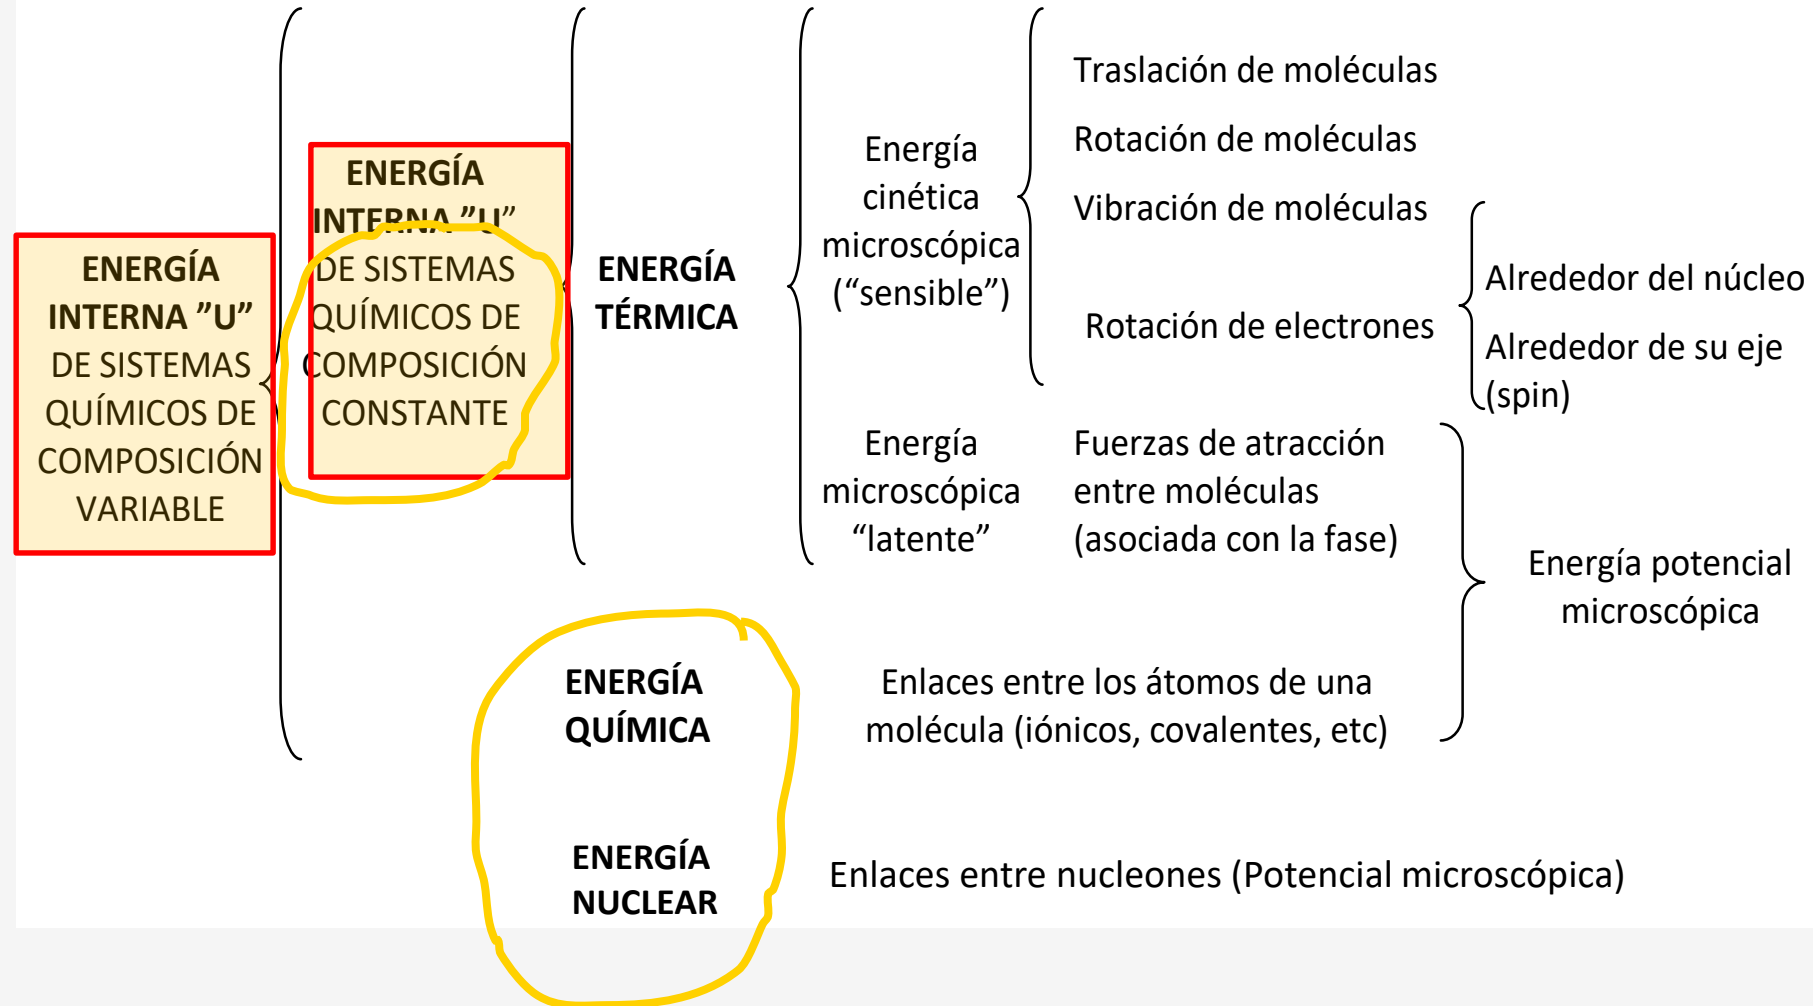 ENERGÍA
INTERNA ”U”
DE SISTEMAS
QUÍMICOS DE
COMPOSICIÓN
VARIABLE
ENERGÍA
INTERNA ”U”
DE SISTEMAS
QUÍMICOS DE
COMPOSICIÓN
CONSTANTE
ENERGÍA
TÉRMICA
Energía
cinética
microscópica
(“sensible”)
Traslación de moléculas
Rotación de moléculas
Vibración de moléculas
Rotación de electrones
Alrededor del núcleo
Alrededor de su eje
(spin)
Energía
microscópica
“latente”
Fuerzas de atracción
entre moléculas
(asociada con la fase)
Energía potencial
microscópica
ENERGÍA
QUÍMICA
Enlaces entre los átomos de una
molécula (iónicos, covalentes, etc)
ENERGÍA
NUCLEAR
Enlaces entre nucleones (Potencial microscópica)